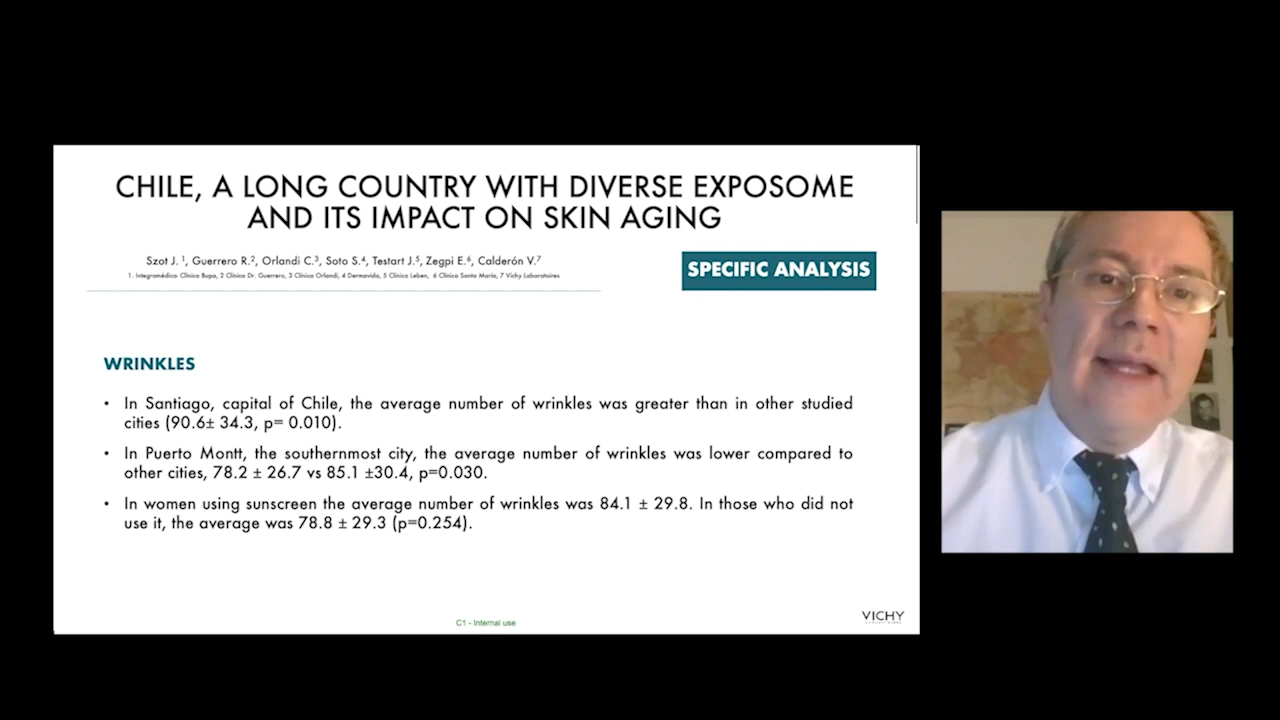 CHILE, A LONG COUNTRY WITH DIVERSE EXPOSOME
AND ITS IMPACT ON SKIN AGING
Szot J. ¹, Guerrero R.², Orlandi C.³, Soto S.⁴, Testart J.⁵, Zegpi E.⁶, Calderón V.⁷
1. Integramédica- Clínica Bupa, 2 Clínica Dr. Guerrero, 3 Clínica Orlandi, 4 Dermavida, 5 Clínica Leben, 6 Clínica Santa María, 7 Vichy Laboratoires
SPECIFIC ANALYSIS
WRINKLES
• In Santiago, capital of Chile, the average number of wrinkles was greater than in other studied
cities (90.6± 34.3, p= 0.010).
• In Puerto Montt, the southernmost city, the average number of wrinkles was lower compared to
other cities, 78.2 ± 26.7 vs 85.1 ±30.4, p=0.030.
• In women using sunscreen the average number of wrinkles was 84.1 ± 29.8. In those who did not
use it, the average was 78.8 ± 29.3 (p=0.254).
C1 - Internal use
VICHY